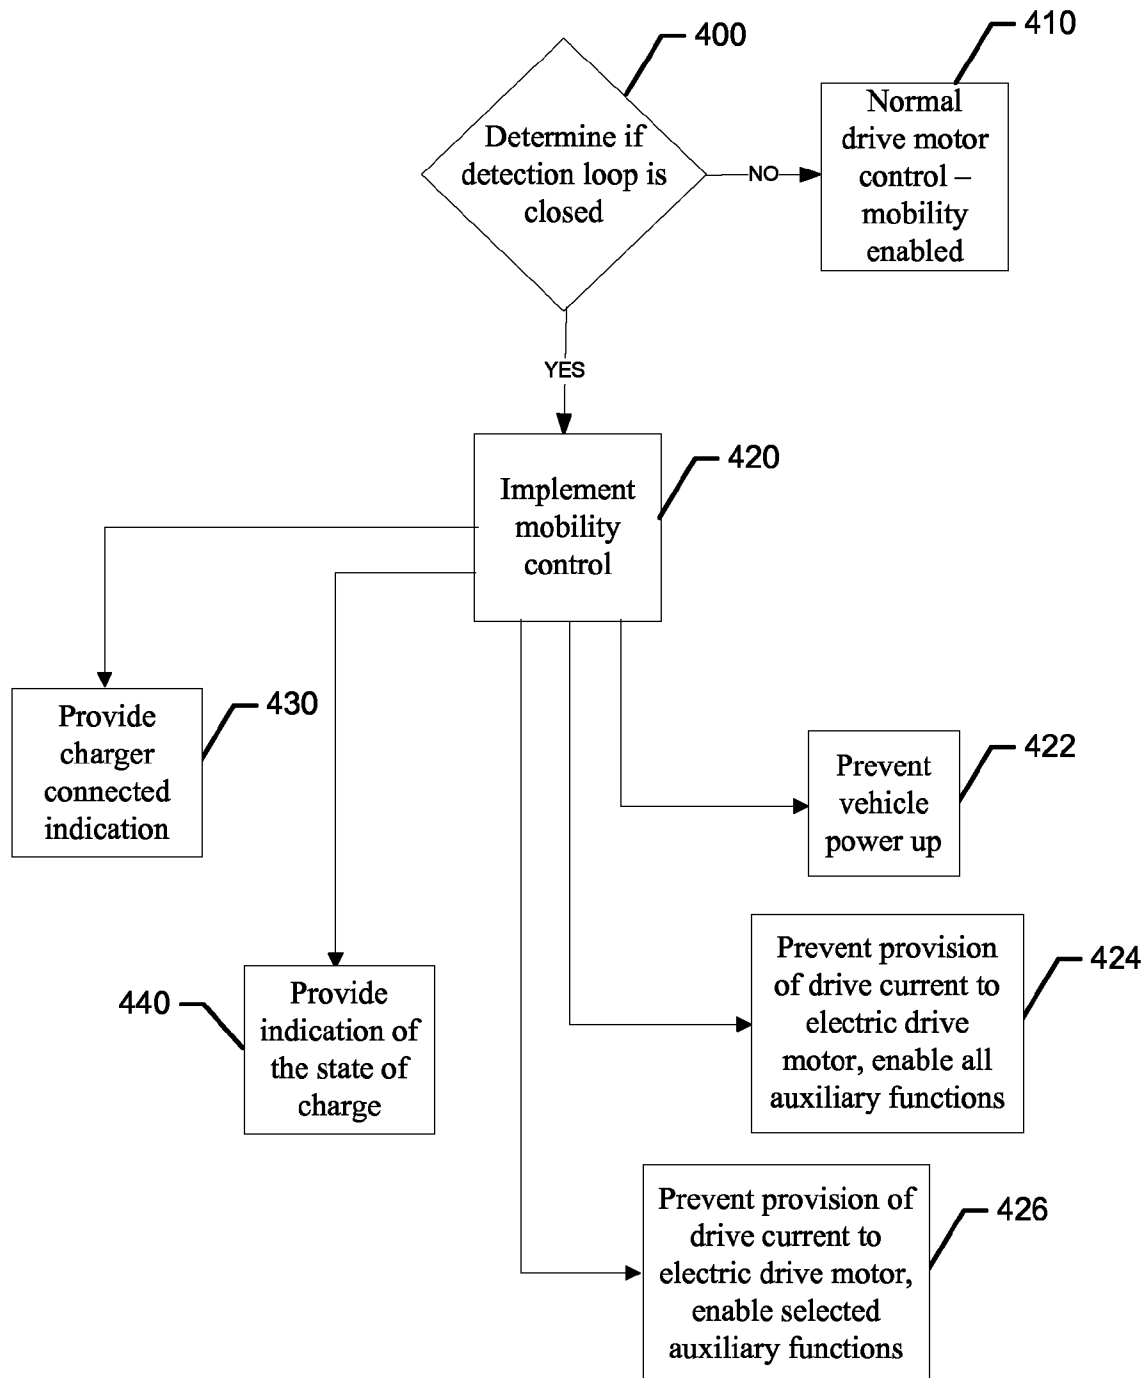 400
Determine if
detection loop is
closed
NO
410
Normal
drive motor
control –
mobility
enabled
YES
420
Implement
mobility
control
430
Provide
charger
connected
indication
422
Prevent
vehicle
power up
440
Provide
indication of
the state of
charge
424
Prevent provision
of drive current to
electric drive
motor, enable all
auxiliary functions
426
Prevent provision of
drive current to
electric drive motor,
enable selected
auxiliary functions